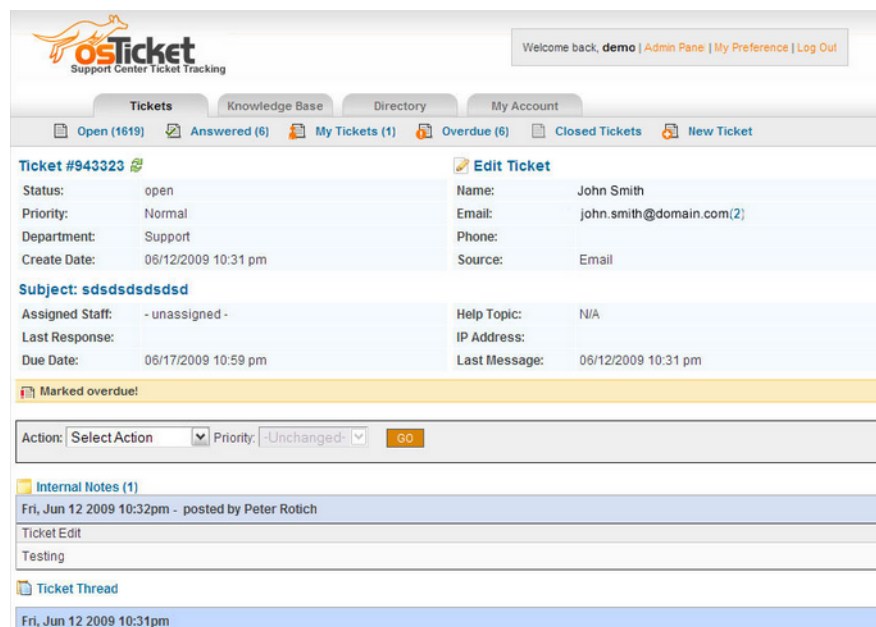 osTicket
Support Center Ticket Tracking
Welcome back, demo | Admin Panel | My Preference | Log Out
Tickets Knowledge Base Directory My Account
Open (1619) Answered (6) My Tickets (1) Overdue (6) Closed Tickets New Ticket
Ticket #943323 Edit Ticket
Status: open Name: John Smith
Priority: Normal Email: john.smith@domain.com(2)
Department: Support Phone:
Create Date: 06/12/2009 10:31 pm Source: Email
Subject: sdsdsdsdsdsd
Assigned Staff: - unassigned - Help Topic: N/A
Last Response: IP Address:
Due Date: 06/17/2009 10:59 pm Last Message: 06/12/2009 10:31 pm
Marked overdue!
Action: Select Action Priority: -Unchanged- GO
Internal Notes (1)
Fri, Jun 12 2009 10:32pm - posted by Peter Rotich
Ticket Edit
Testing
Ticket Thread
Fri, Jun 12 2009 10:31pm